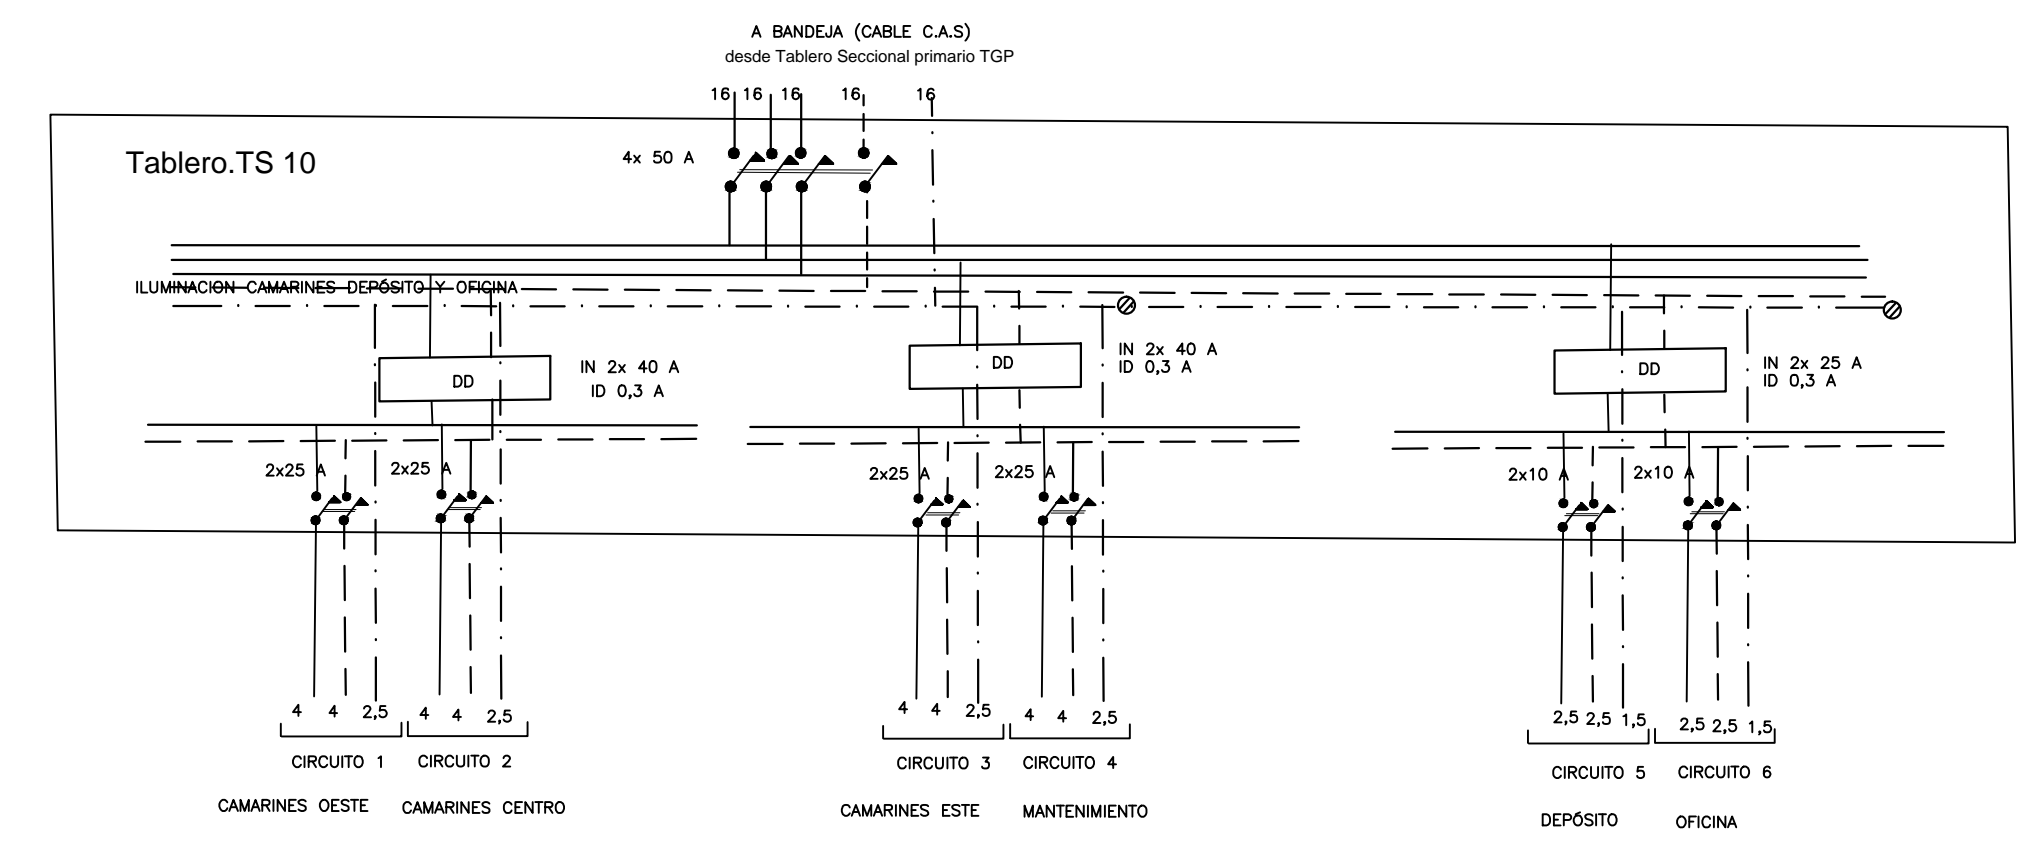 A BANDEJA (CABLE C.A.S)
desde Tablero Seccional primario TGP
16 16 16 16 16
Tablero.TS 10
4x 50 A
ILUMINACION CAMARINES DEPÓSITO Y OFICINA
DD
IN 2x 40 A
ID 0,3 A
DD
IN 2x 40 A
ID 0,3 A
DD
IN 2x 25 A
ID 0,3 A
2x25 A 2x25 A 2x25 A 2x25 A 2x10 A 2x10 A
4 4 2,5 4 4 2,5 4 4 2,5 4 4 2,5 2,5 2,5 1,5 2,5 2,5 1,5
CIRCUITO 1 CIRCUITO 2 CIRCUITO 3 CIRCUITO 4 CIRCUITO 5 CIRCUITO 6
CAMARINES OESTE CAMARINES CENTRO CAMARINES ESTE MANTENIMIENTO DEPÓSITO OFICINA